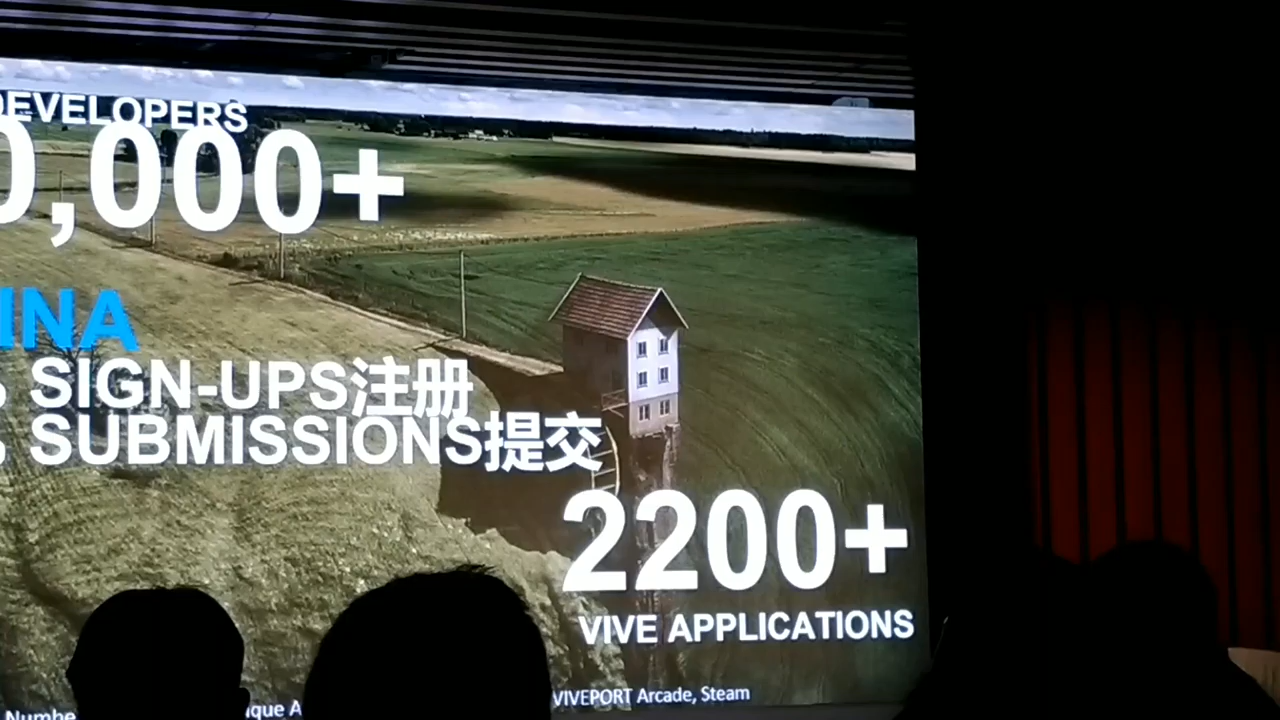 DEVELOPERS
0,000+
INA
% SIGN-UPS注册
% SUBMISSIONS提交
2200+
VIVE APPLICATIONS
VIVEPORT Arcade, Steam